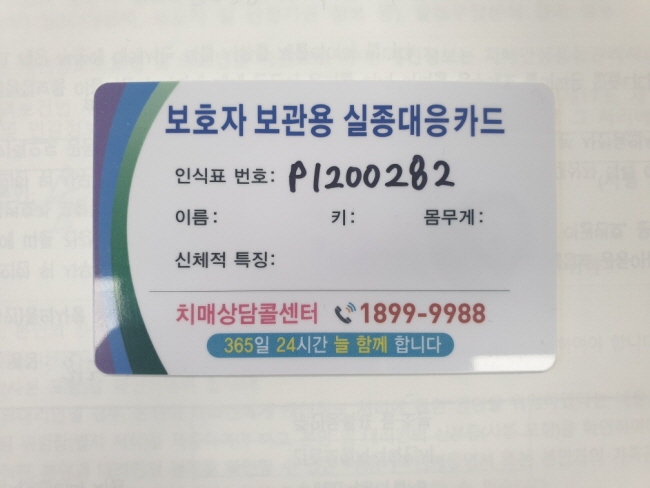 보호자 보관용 실종대응카드
인식표 번호: P1200282
이름: 키: 몸무게:
신체적 특징:
치매상담콜센터 1899-9988
365일 24시간 늘 함께 합니다